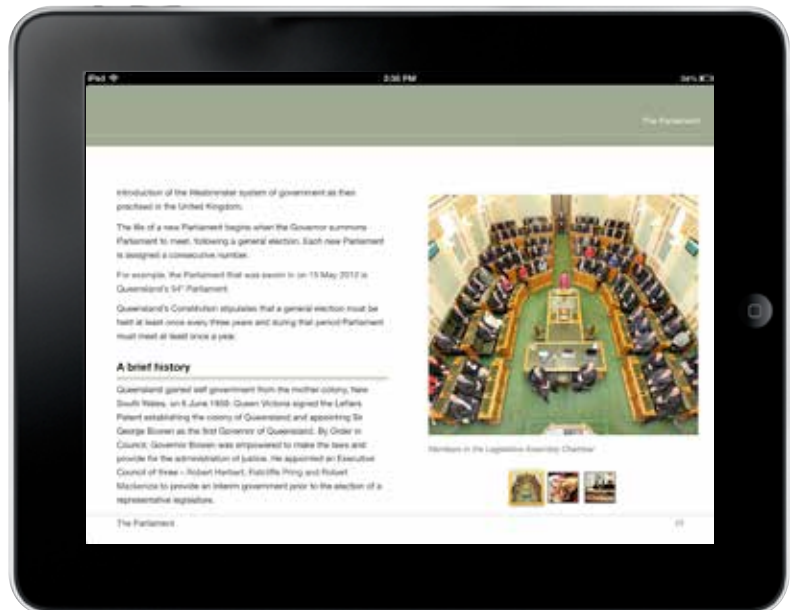 iPad
2:35 PM
The Parliament
introduction of the Westminster system of government as then
practised in the United Kingdom.
The life of a new Parliament begins when the Governor summons
Parliament to meet, following a general election. Each new Parliament
is assigned a consecutive number.
For example, the Parliament that was sworn in on 15 May 2012 is
Queensland's 54th Parliament.
Queensland's Constitution stipulates that a general election must be
held at least once every three years and during that period Parliament
must meet at least once a year.
A brief history
Queensland gained self government from the mother colony, New
South Wales, on 6 June 1859. Queen Victoria signed the Letters
Patent establishing the colony of Queensland and appointing Sir
George Bowen as the first Governor of Queensland. By Order in
Council, Governor Bowen was empowered to make the laws and
provide for the administration of justice. He appointed an Executive
Council of three – Robert Herbert, Ratcliffe Pring and Robert
Mackenzie to provide an interim government prior to the election of a
representative legislature.
Members in the Legislative Assembly Chamber
The Parliament